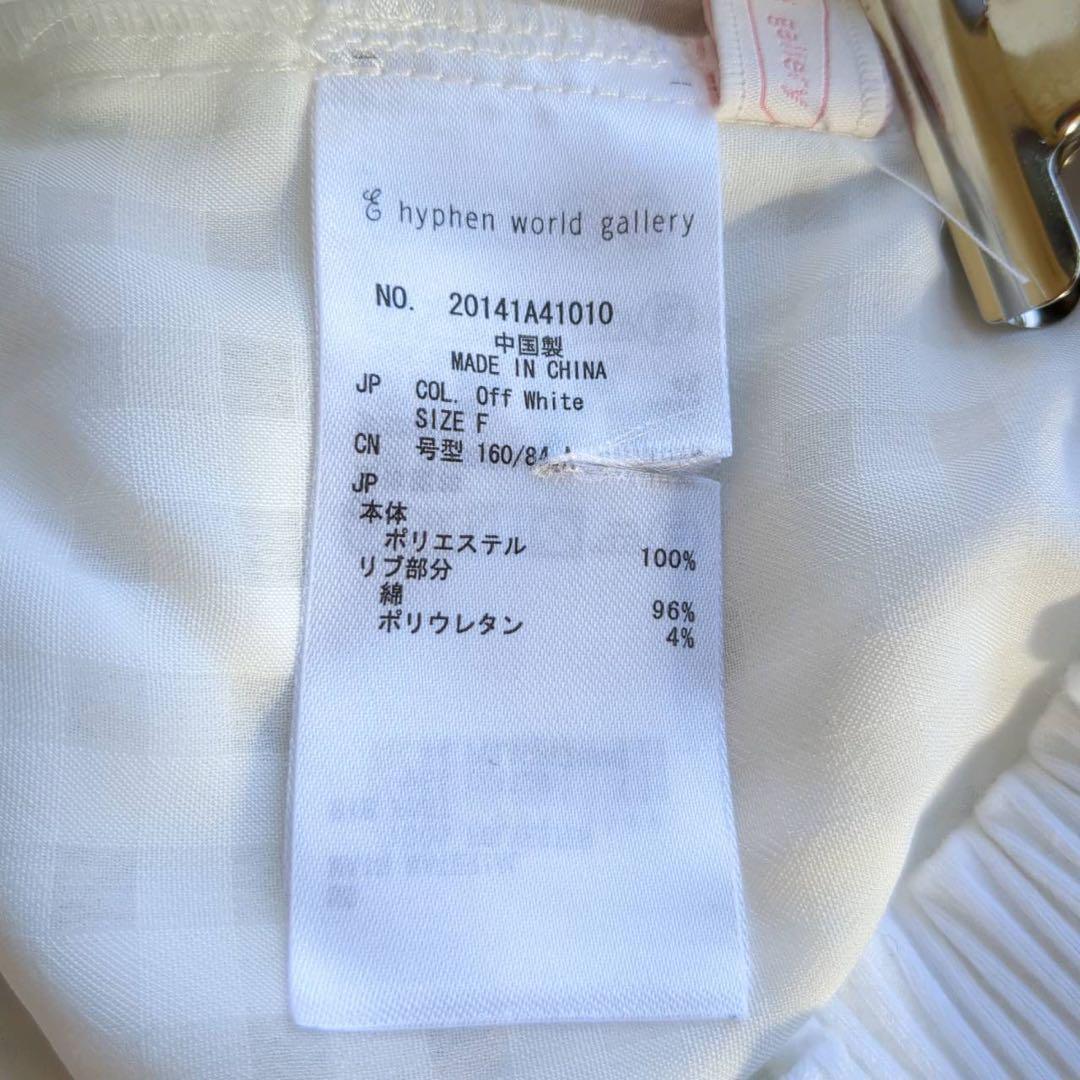 gallery
E hyphen world gallery
NO. 20141A41010
中国製
MADE IN CHINA
JP COL. Off White
SIZE F
CN 号型 160/84
JP
本体
ポリエステル 100%
リブ部分
綿 96%
ポリウレタン 4%